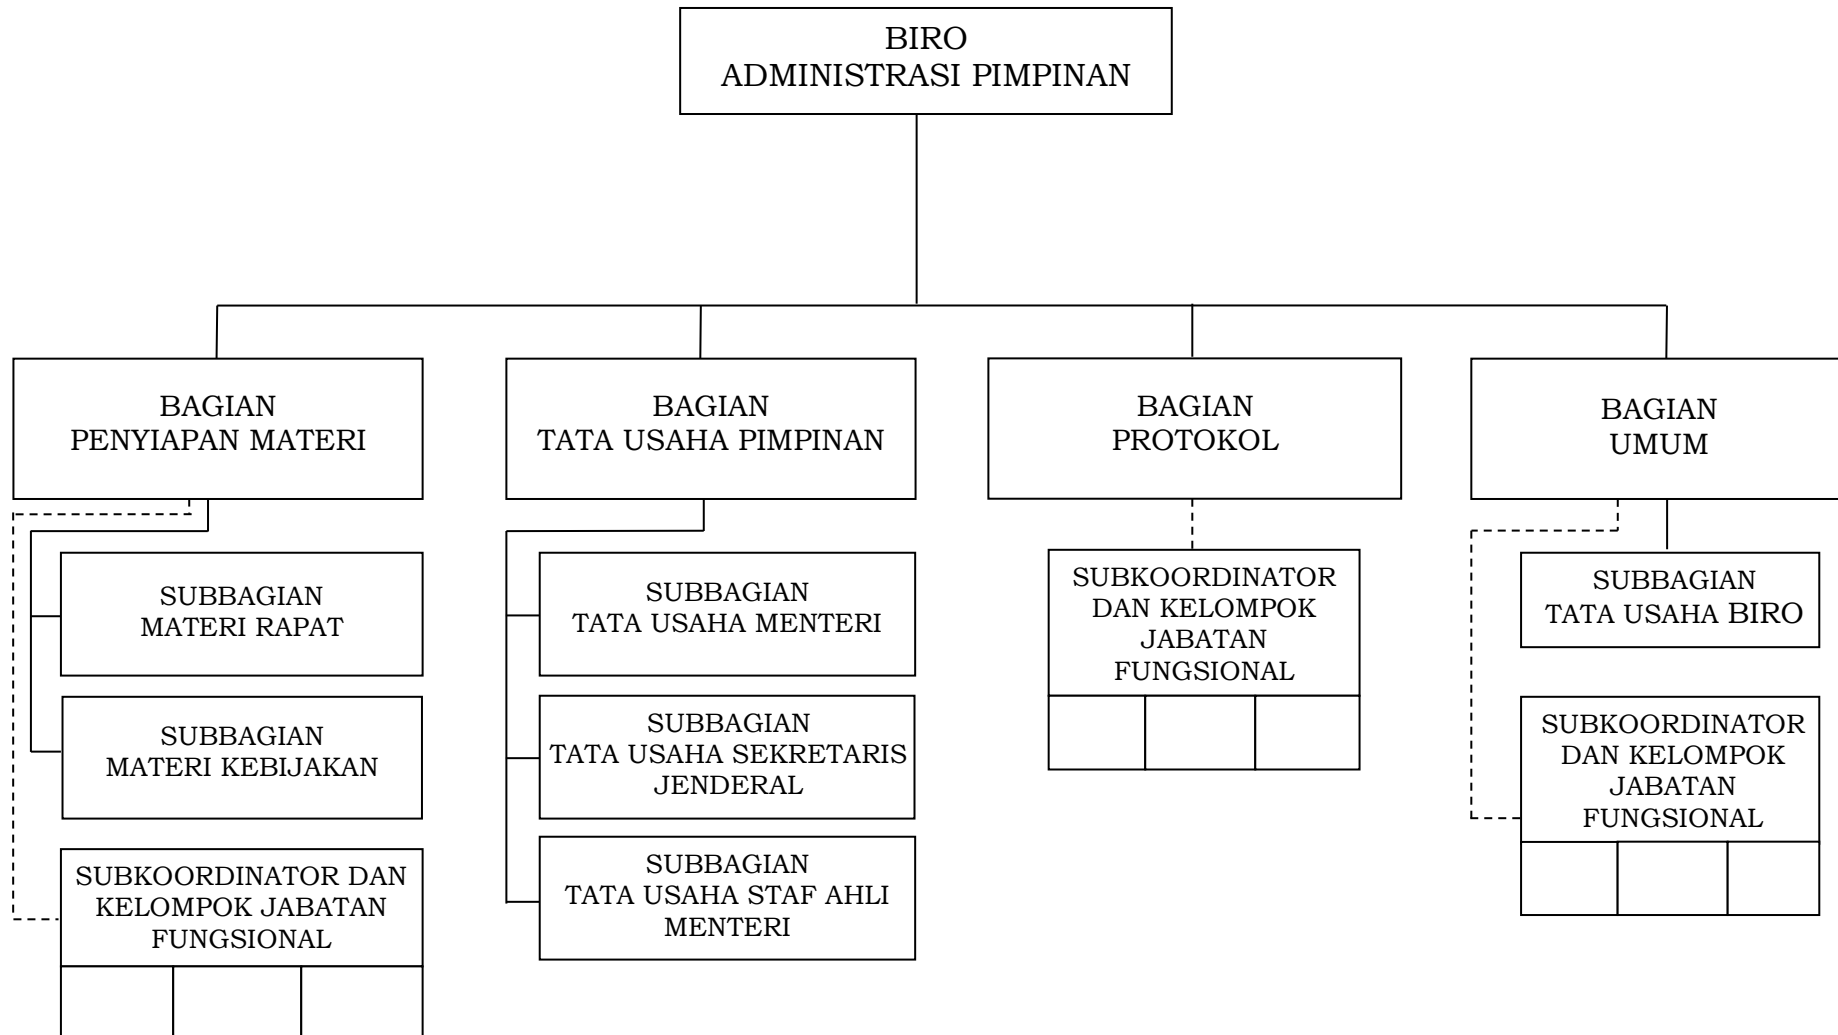 BIRO
ADMINISTRASI PIMPINAN
BAGIAN
PENYIAPAN MATERI
BAGIAN
TATA USAHA PIMPINAN
BAGIAN
PROTOKOL
BAGIAN
UMUM
SUBBAGIAN
MATERI RAPAT
SUBBAGIAN
MATERI KEBIJAKAN
SUBKOORDINATOR DAN
KELOMPOK JABATAN
FUNGSIONAL
SUBBAGIAN
TATA USAHA MENTERI
SUBBAGIAN
TATA USAHA SEKRETARIS
JENDERAL
SUBBAGIAN
TATA USAHA STAF AHLI
MENTERI
SUBKOORDINATOR
DAN KELOMPOK
JABATAN
FUNGSIONAL
SUBBAGIAN
TATA USAHA BIRO
SUBKOORDINATOR
DAN KELOMPOK
JABATAN
FUNGSIONAL